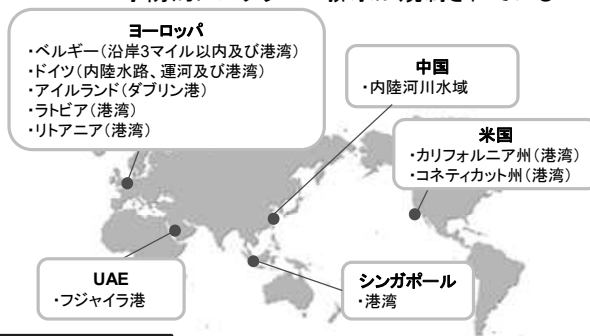 ヨーロッパ
・ベルギー（沿岸3マイル以内及び港湾）
・ドイツ（内陸水路、運河及び港湾）
・アイルランド（ダブリン港）
・ラトビア（港湾）
・リトアニア（港湾）
中国
・内陸河川水域
米国
・カリフォルニア州（港湾）
・コネティカット州（港湾）
UAE
・フジャイラ港
シンガポール
・港湾